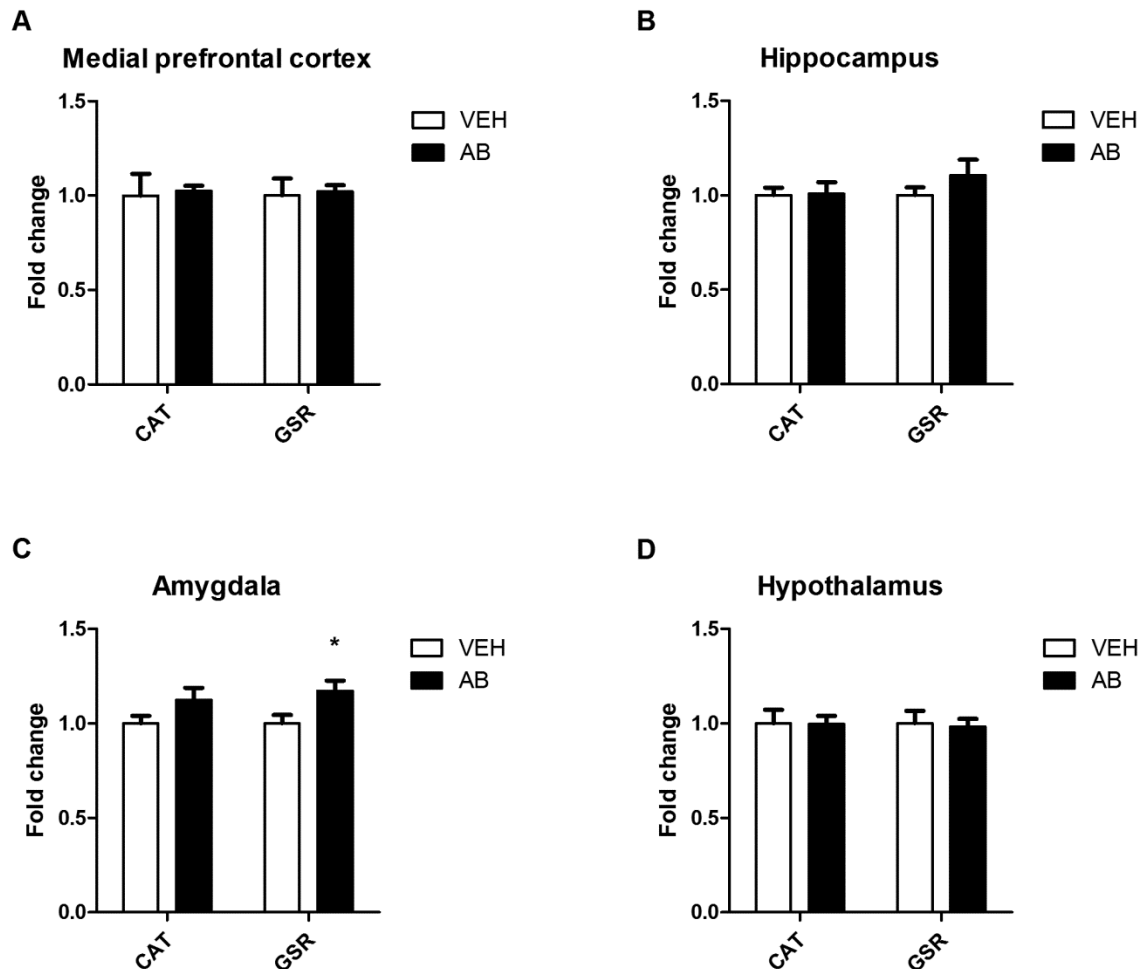 A
Medial prefrontal cortex
Fold change
1.5
1.0
0.5
0.0
CAT
GSR
VEH
AB
B
Hippocampus
Fold change
1.5
1.0
0.5
0.0
CAT
GSR
VEH
AB
C
Amygdala
Fold change
1.5
1.0
0.5
0.0
*
CAT
GSR
VEH
AB
D
Hypothalamus
Fold change
1.5
1.0
0.5
0.0
CAT
GSR
VEH
AB